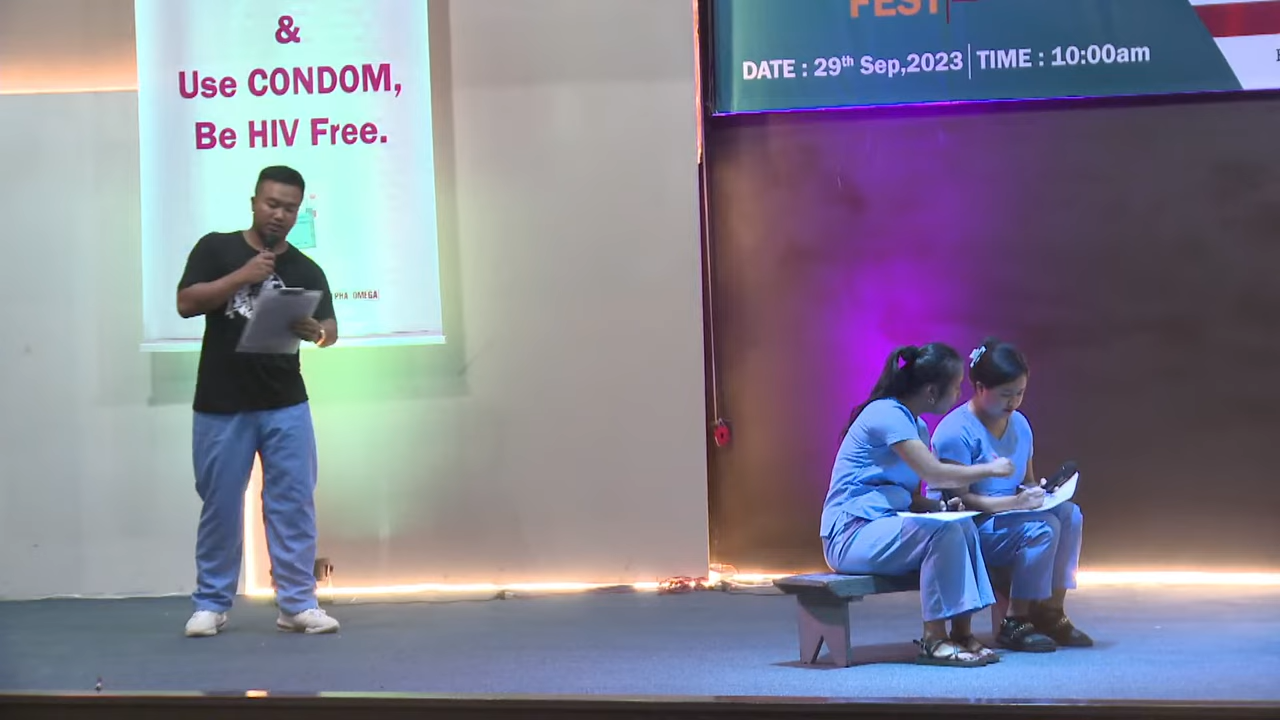 &
Use CONDOM,
Be HIV Free.
PHA OMEGA
FEST
DATE : 29th Sep,2023 | TIME : 10:00am